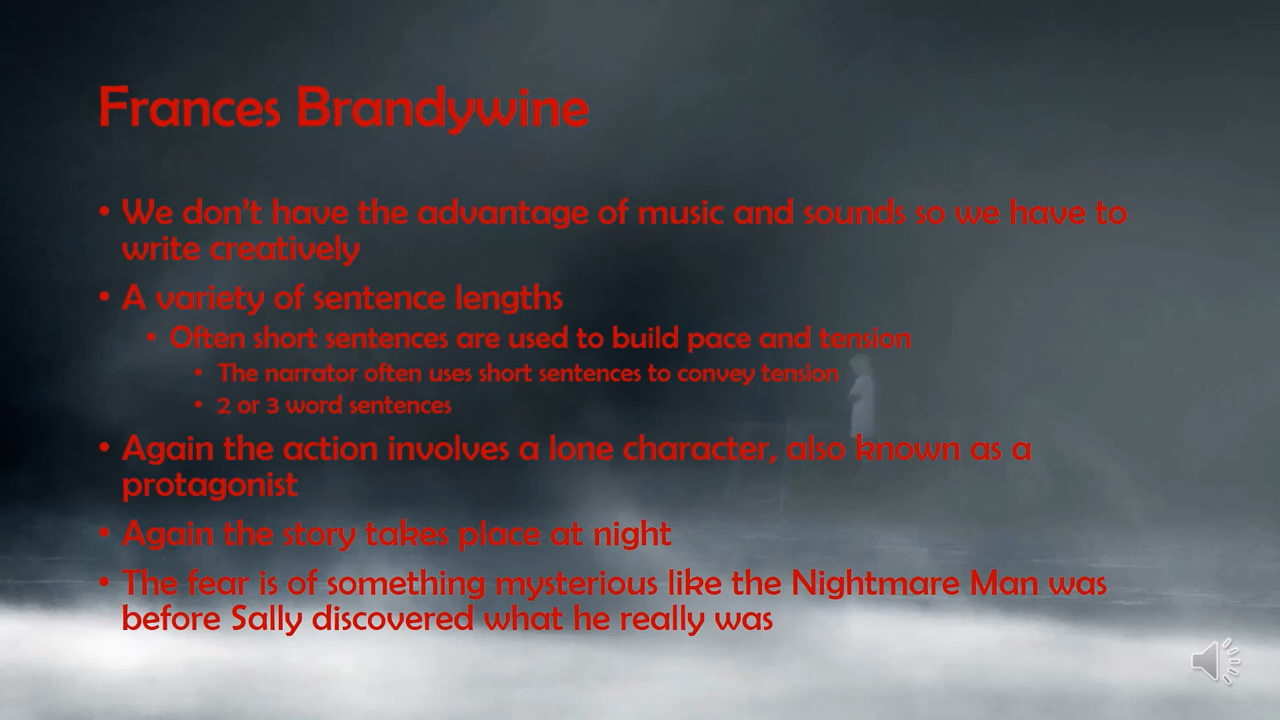 Frances Brandywine
• We don't have the advantage of music and sounds so we have to
write creatively
• A variety of sentence lengths
• Often short sentences are used to build pace and tension
• The narrator often uses short sentences to convey tension
• 2 or 3 word sentences
• Again the action involves a lone character, also known as a
protagonist
• Again the story takes place at night
• The fear is of something mysterious like the Nightmare Man was
before Sally discovered what he really was